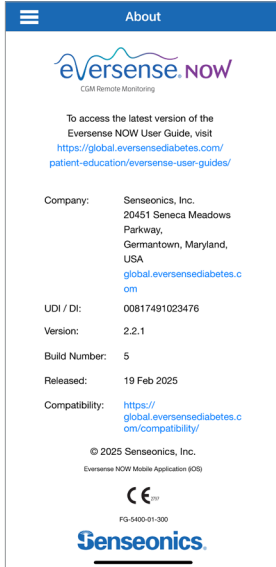 About
eversense. NOW
CGM Remote Monitoring
To access the latest version of the
Eversense NOW User Guide, visit
https://global.eversensediabetes.com/
patient-education/eversense-user-guides/
Company: Senseonics, Inc.
20451 Seneca Meadows
Parkway,
Germantown, Maryland,
USA
global.eversensediabetes.c
om
UDI / DI: 00817491023476
Version: 2.2.1
Build Number: 5
Released: 19 Feb 2025
Compatibility: https://
global.eversensediabetes.c
om/compatibility/
© 2025 Senseonics, Inc.
Eversense NOW Mobile Application (iOS)
CE
FG-5400-01-300
Senseonics.